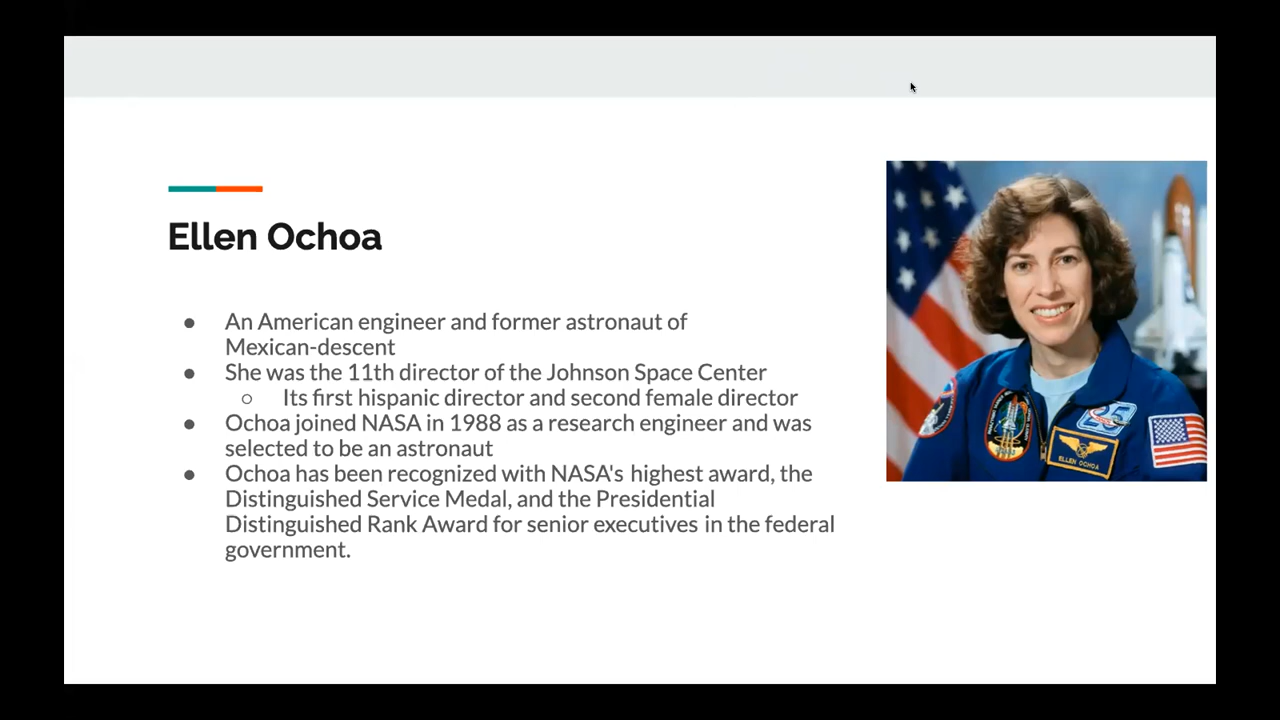 Ellen Ochoa
● An American engineer and former astronaut of
Mexican-descent
● She was the 11th director of the Johnson Space Center
○ Its first hispanic director and second female director
● Ochoa joined NASA in 1988 as a research engineer and was
selected to be an astronaut
● Ochoa has been recognized with NASA's highest award, the
Distinguished Service Medal, and the Presidential
Distinguished Rank Award for senior executives in the federal
government.
25
ELLEN OCHOA